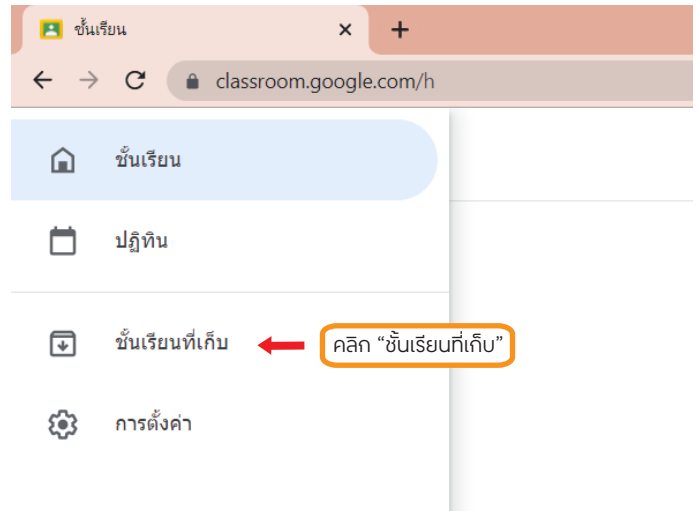 ชั้นเรียน
classroom.google.com/h
ชั้นเรียน
ปฏิทิน
ชั้นเรียนที่เก็บ
คลิก “ชั้นเรียนที่เก็บ”
การตั้งค่า